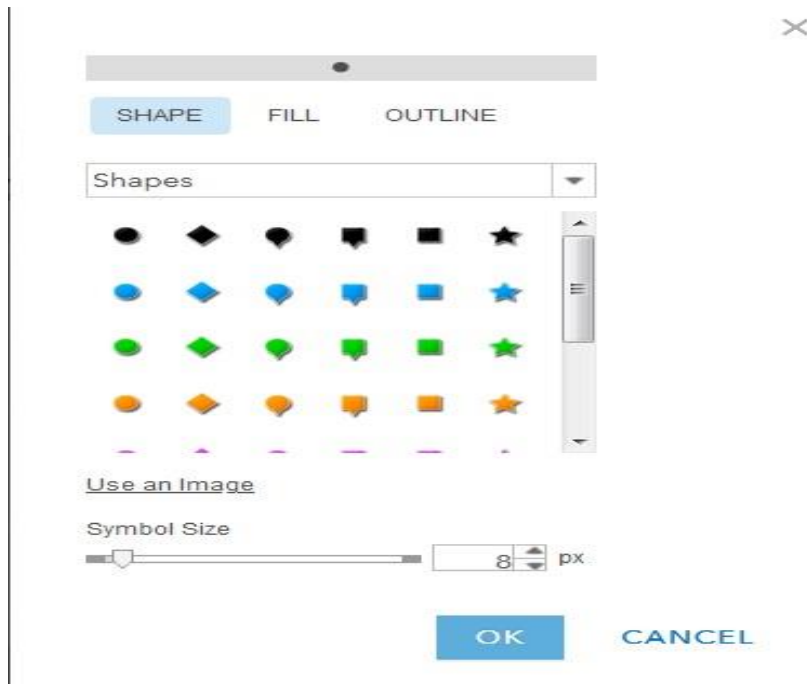 SHAPE FILL OUTLINE
Shapes
Use an Image
Symbol Size
8 px
OK CANCEL